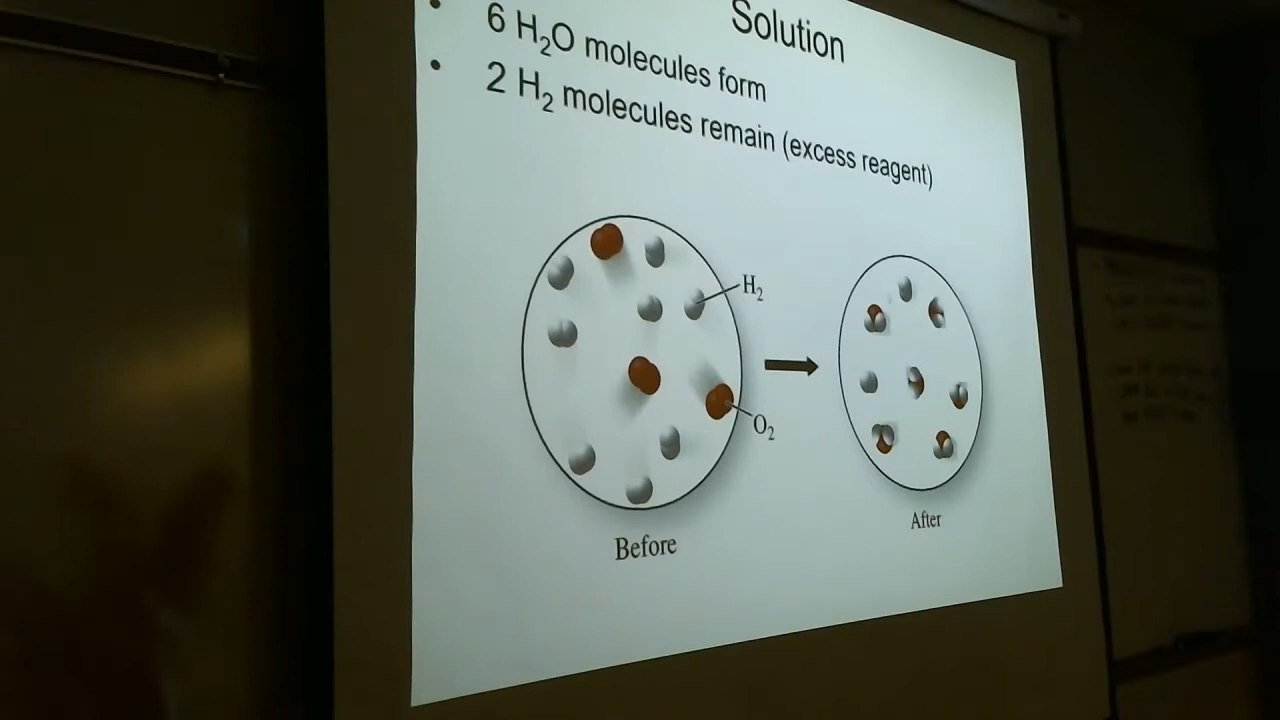 Solution
• 6 H₂O molecules form
• 2 H₂ molecules remain (excess reagent)
H₂
O₂
Before
After